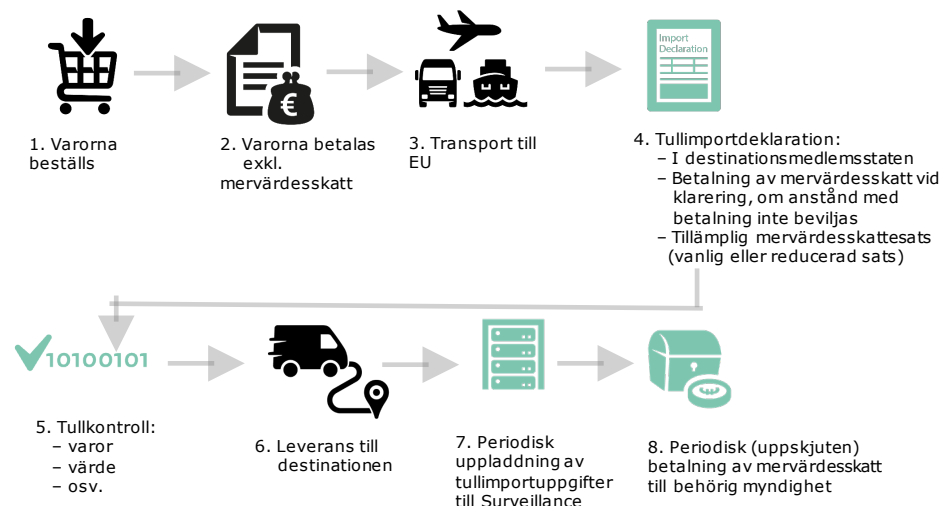 1. Varorna
beställs
2. Varorna betalas
exkl.
mervärdesskatt
3. Transport till
EU
Import
Declaration
4. Tullimportdeklaration:
– I destinationsmedlemsstaten
– Betalning av mervärdesskatt vid
klarering, om anstånd med
betalning inte beviljas
– Tillämplig mervärdesskattesats
(vanlig eller reducerad sats)
10100101
5. Tullkontroll:
– varor
– värde
– osv.
6. Leverans till
destinationen
7. Periodisk
uppladdning av
tullimportuppgifter
till Surveillance
8. Periodisk (uppskjuten)
betalning av mervärdesskatt
till behörig myndighet